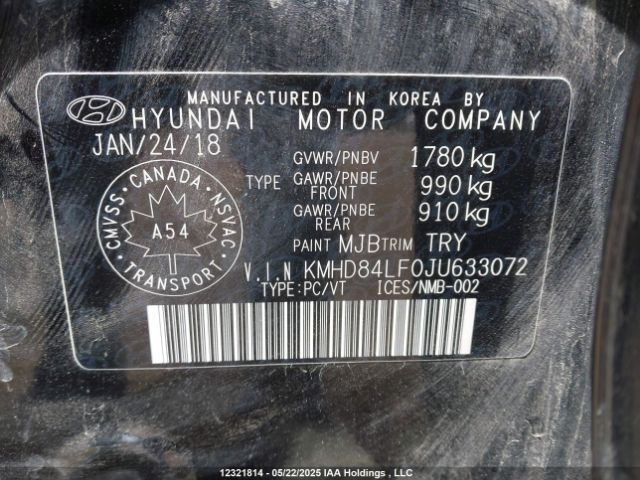 MANUFACTURED IN KOREA BY
HYUNDAI MOTOR COMPANY
JAN/24/18
CMVSS · CANADA · NSVAC
A54
TRANSPORT
TYPE
GVWR/PNBV 1780 kg
GAWR/PNBE FRONT 990 kg
GAWR/PNBE REAR 910 kg
PAINT MJB TRIM TRY
V.I.N KMHD84LF0JU633072
TYPE:PC/VT ICES/NMB-002
12321814 - 05/22/2025 IAA Holdings , LLC